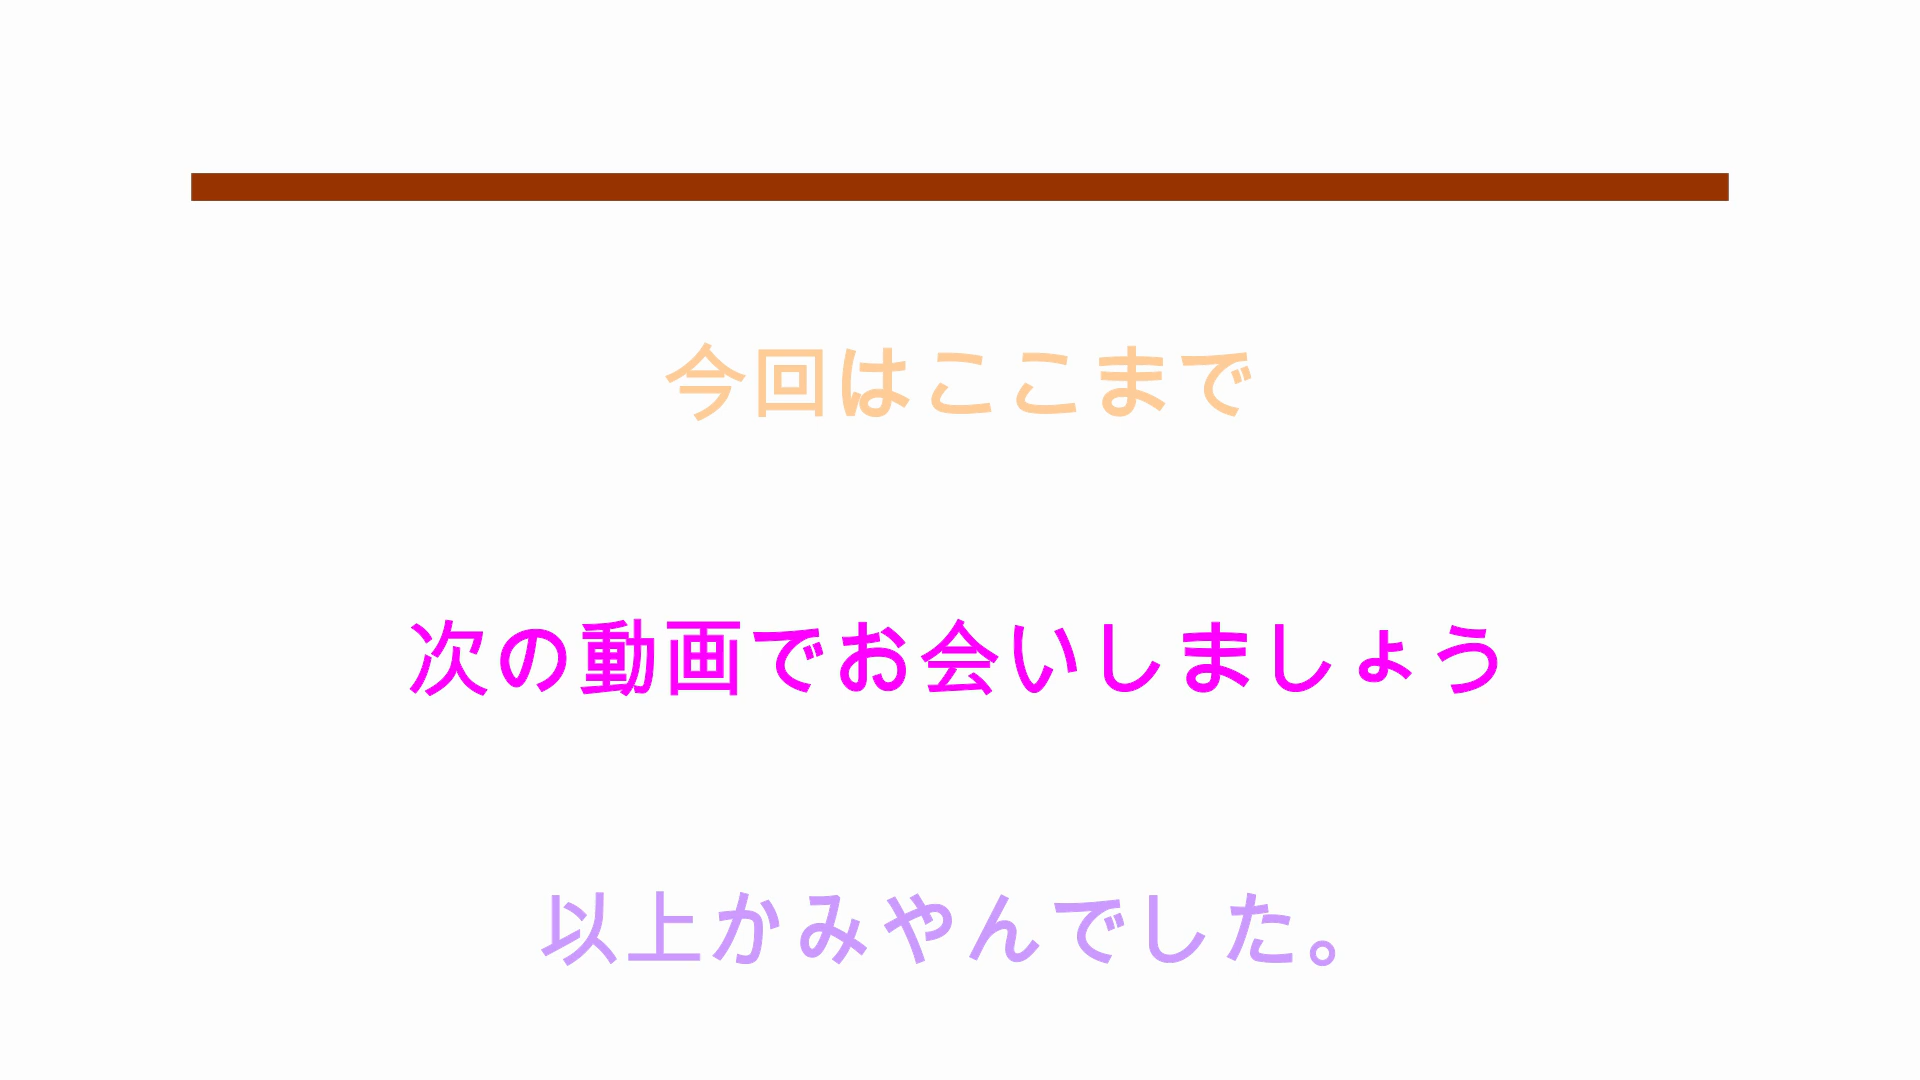 今回はここまで
次の動画でお会いしましょう
以上かみやんでした。